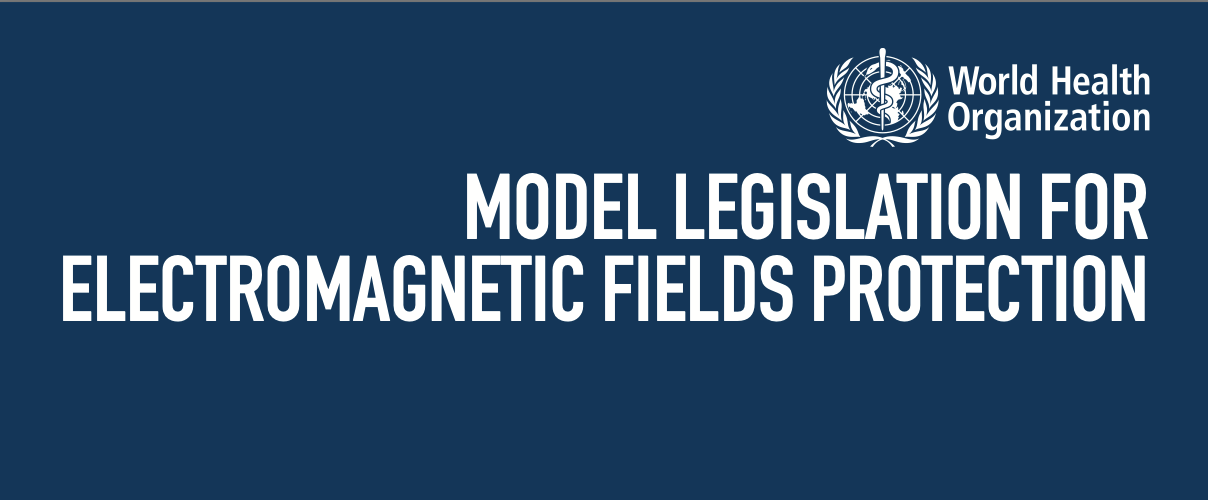 World Health
Organization
MODEL LEGISLATION FOR
ELECTROMAGNETIC FIELDS PROTECTION